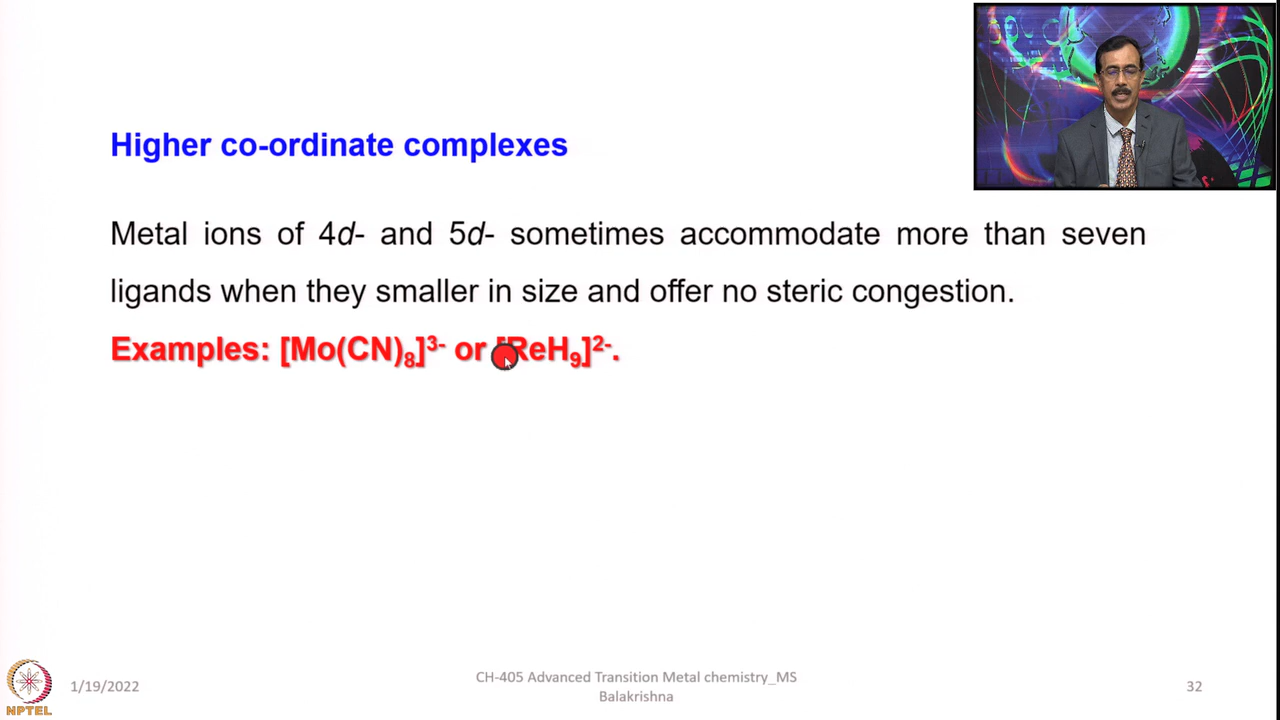 Higher co-ordinate complexes
Metal ions of 4d- and 5d- sometimes accommodate more than seven
ligands when they smaller in size and offer no steric congestion.
Examples: [Mo(CN)₈]³⁻ or [ReH₉]²⁻.
NPTEL
1/19/2022
CH-405 Advanced Transition Metal chemistry_MS
Balakrishna
32